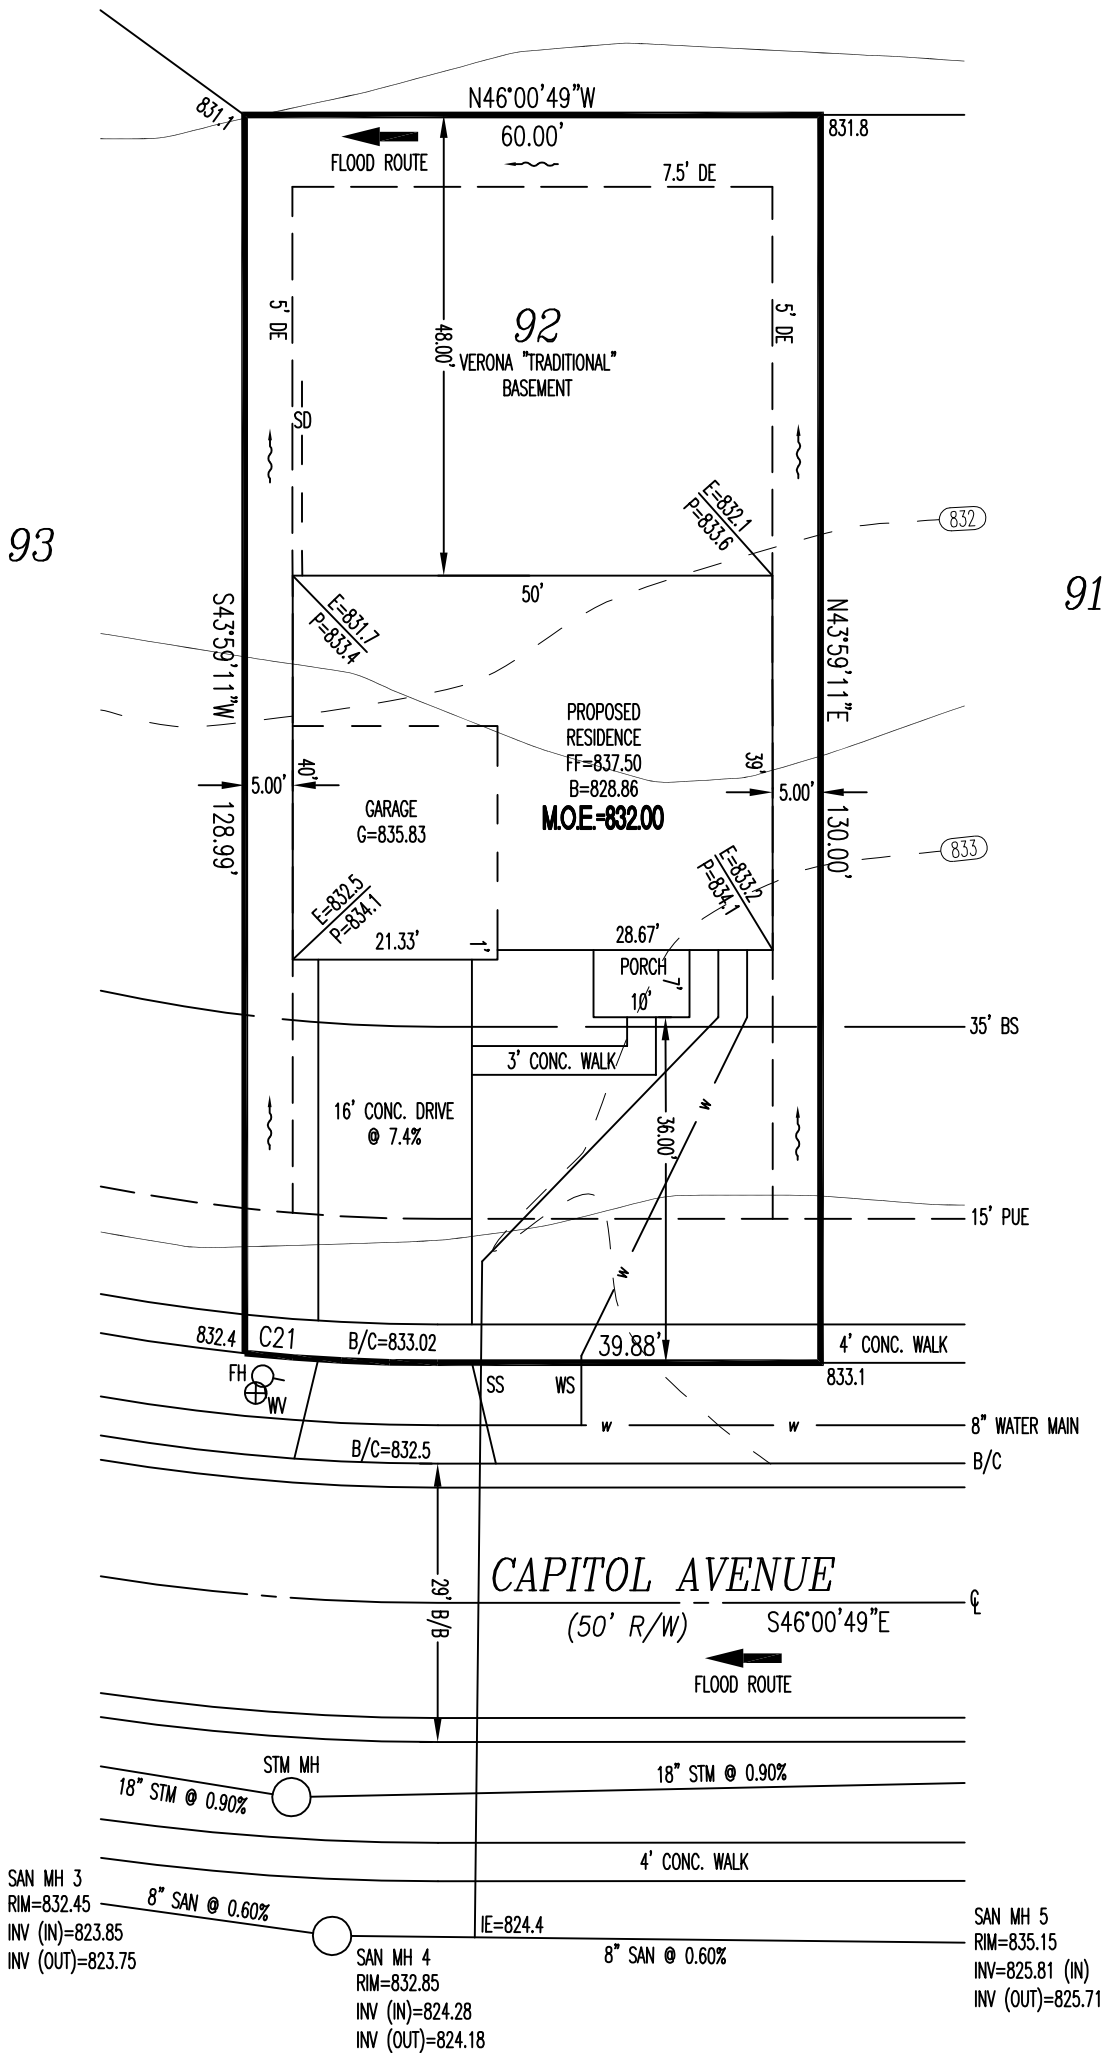 N46°00'49"W
60.00'
831.1
831.8
FLOOD ROUTE
7.5' DE
5' DE
5' DE
48.00'
92
VERONA "TRADITIONAL"
BASEMENT
SD
93
91
E=832.1
P=833.6
832
50'
E=831.7
P=833.4
S43°59'11"W
128.99'
N43°59'11"E
130.00'
PROPOSED
RESIDENCE
FF=837.50
B=828.86
M.O.E.=832.00
40'
39'
5.00'
5.00'
GARAGE
G=835.83
833
E=833.2
P=834.1
E=832.5
P=834.1
21.33'
1'
28.67'
PORCH
7'
10'
35' BS
3' CONC. WALK
16' CONC. DRIVE
@ 7.4%
36.00'
W
15' PUE
W
832.4
C21
B/C=833.02
39.88'
4' CONC. WALK
833.1
FH
WV
SS
WS
W
W
8" WATER MAIN
B/C=832.5
B/C
29' B/B
CAPITOL AVENUE
(50' R/W)
S46°00'49"E
CL
FLOOD ROUTE
STM MH
18" STM @ 0.90%
18" STM @ 0.90%
4' CONC. WALK
SAN MH 3
RIM=832.45
INV (IN)=823.85
INV (OUT)=823.75
8" SAN @ 0.60%
IE=824.4
8" SAN @ 0.60%
SAN MH 4
RIM=832.85
INV (IN)=824.28
INV (OUT)=824.18
SAN MH 5
RIM=835.15
INV=825.81 (IN)
INV (OUT)=825.71